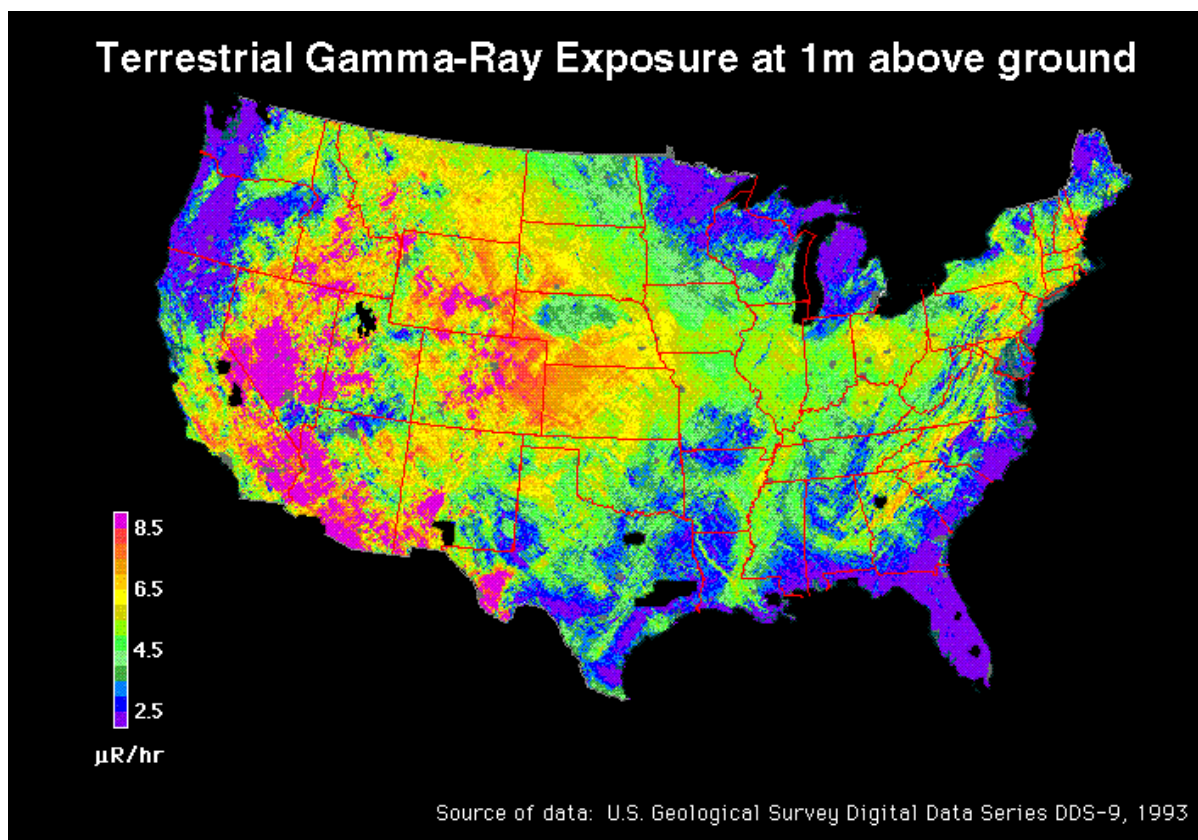 Terrestrial Gamma-Ray Exposure at 1m above ground
8.5
6.5
4.5
2.5
μR/hr
Source of data: U.S. Geological Survey Digital Data Series DDS-9, 1993